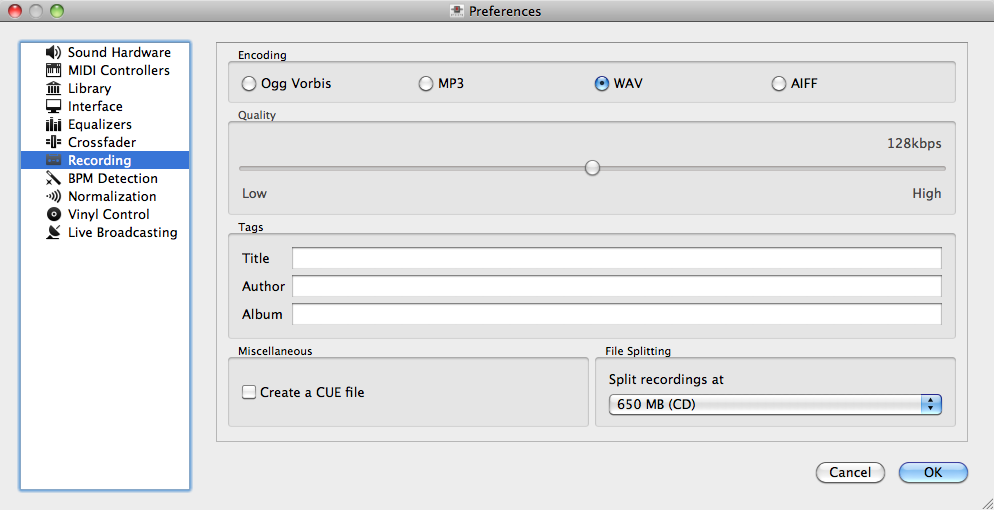 Preferences
Sound Hardware
MIDI Controllers
Library
Interface
Equalizers
Crossfader
Recording
BPM Detection
Normalization
Vinyl Control
Live Broadcasting
Encoding
Ogg Vorbis MP3 WAV AIFF
Quality
128kbps
Low High
Tags
Title
Author
Album
Miscellaneous
Create a CUE file
File Splitting
Split recordings at
650 MB (CD)
Cancel OK